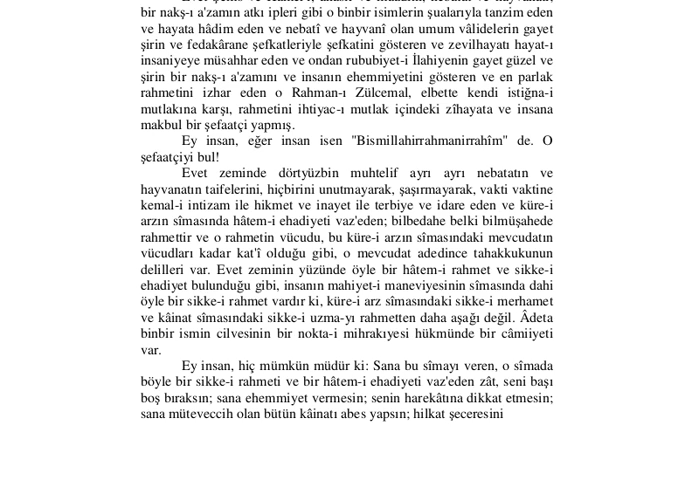 bir nakş-ı a'zamın atkı ipleri gibi o binbir isimlerin şualarıyla tanzim eden
ve hayata hâdim eden ve nebatî ve hayvanî olan umum vâlidelerin gayet
şirin ve fedakârane şefkatleriyle şefkatini gösteren ve zevilhayatı hayat-ı
insaniyeye müsahhar eden ve ondan rububiyet-i İlahiyenin gayet güzel ve
şirin bir nakş-ı a'zamını ve insanın ehemmiyetini gösteren ve en parlak
rahmetini izhar eden o Rahman-ı Zülcemal, elbette kendi istiğna-i
mutlakına karşı, rahmetini ihtiyac-ı mutlak içindeki zîhayata ve insana
makbul bir şefaatçi yapmış.
Ey insan, eğer insan isen "Bismillahirrahmanirrahîm" de. O
şefaatçiyi bul!
Evet zeminde dörtyüzbin muhtelif ayrı ayrı nebatatın ve
hayvanatın taifelerini, hiçbirini unutmayarak, şaşırmayarak, vakti vaktine
kemal-i intizam ile hikmet ve inayet ile terbiye ve idare eden ve küre-i
arzın sîmasında hâtem-i ehadiyeti vaz'eden; bilbedahe belki bilmüşahede
rahmettir ve o rahmetin vücudu, bu küre-i arzın sîmasındaki mevcudatın
vücudları kadar kat'î olduğu gibi, o mevcudat adedince tahakkukunun
delilleri var. Evet zeminin yüzünde öyle bir hâtem-i rahmet ve sikke-i
ehadiyet bulunduğu gibi, insanın mahiyet-i maneviyesinin sîmasında dahi
öyle bir sikke-i rahmet vardır ki, küre-i arz sîmasındaki sikke-i merhamet
ve kâinat sîmasındaki sikke-i uzma-yı rahmetten daha aşağı değil. Âdeta
binbir ismin cilvesinin bir nokta-i mihrakıyesi hükmünde bir câmiiyeti
var.
Ey insan, hiç mümkün müdür ki: Sana bu sîmayı veren, o sîmada
böyle bir sikke-i rahmeti ve bir hâtem-i ehadiyeti vaz'eden zât, seni başı
boş bıraksın; sana ehemmiyet vermesin; senin harekâtına dikkat etmesin;
sana müteveccih olan bütün kâinatı abes yapsın; hilkat şeceresini